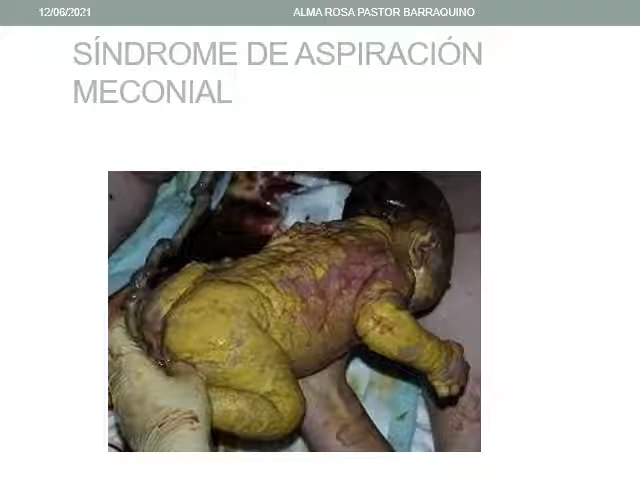 12/06/2021 ALMA ROSA PASTOR BARRAQUINO
SÍNDROME DE ASPIRACIÓN
MECONIAL